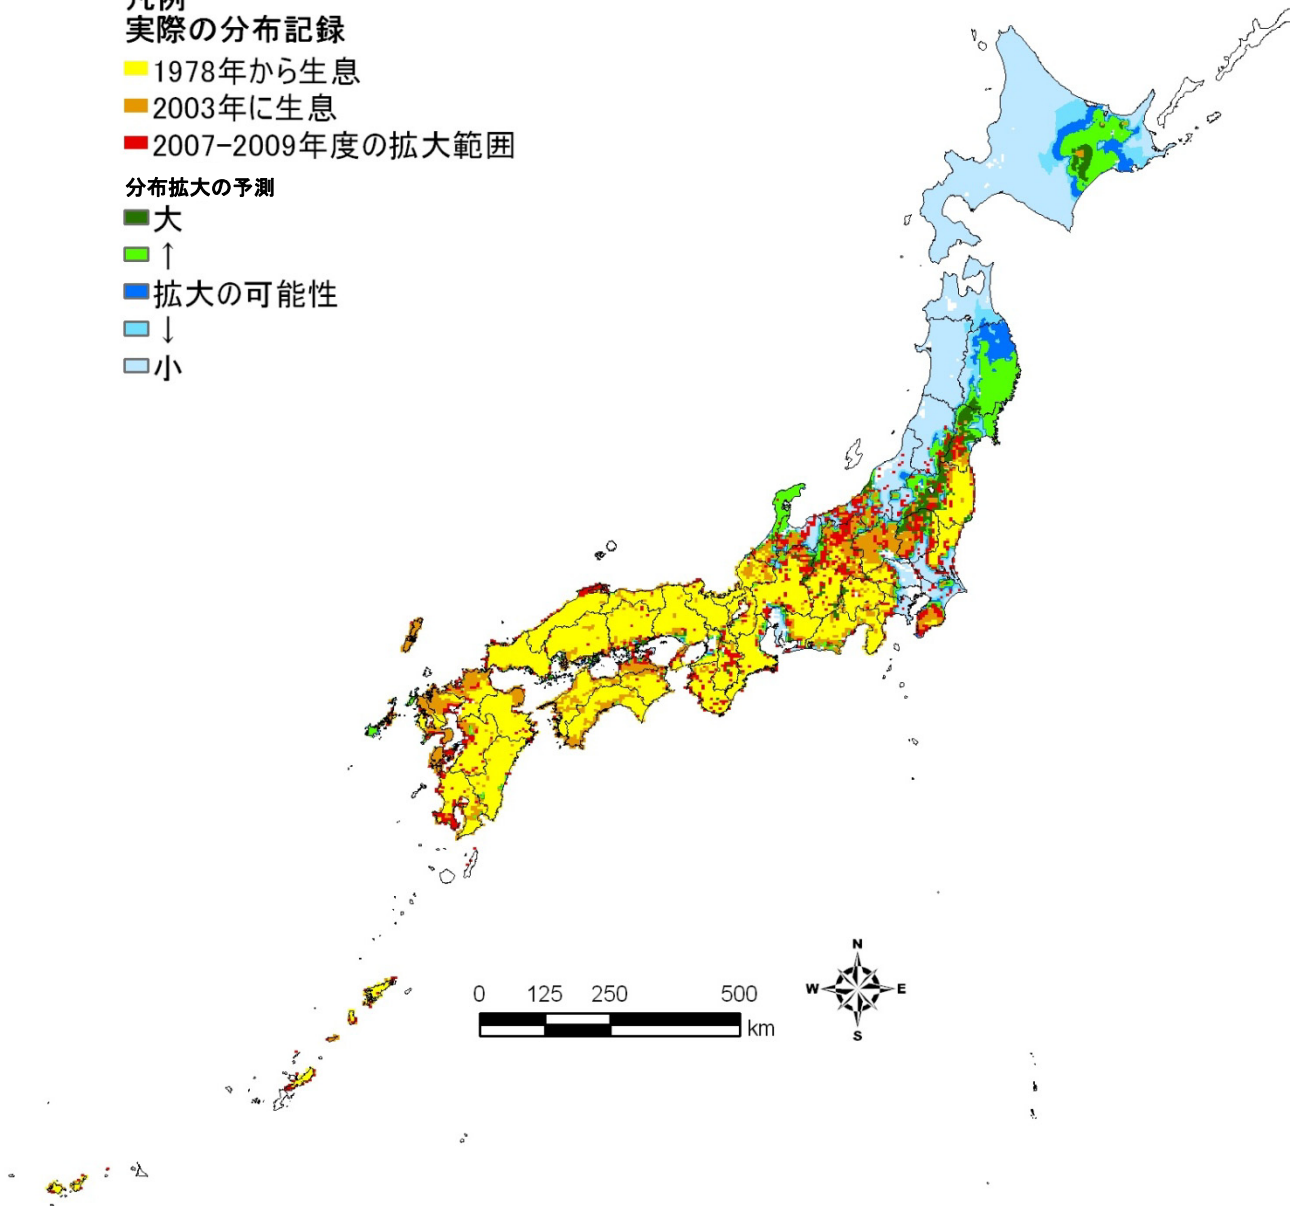 凡例
実際の分布記録
1978年から生息
2003年に生息
2007-2009年度の拡大範囲
分布拡大の予測
大
↑
拡大の可能性
↓
小
N
W E
S
0 125 250 500
km